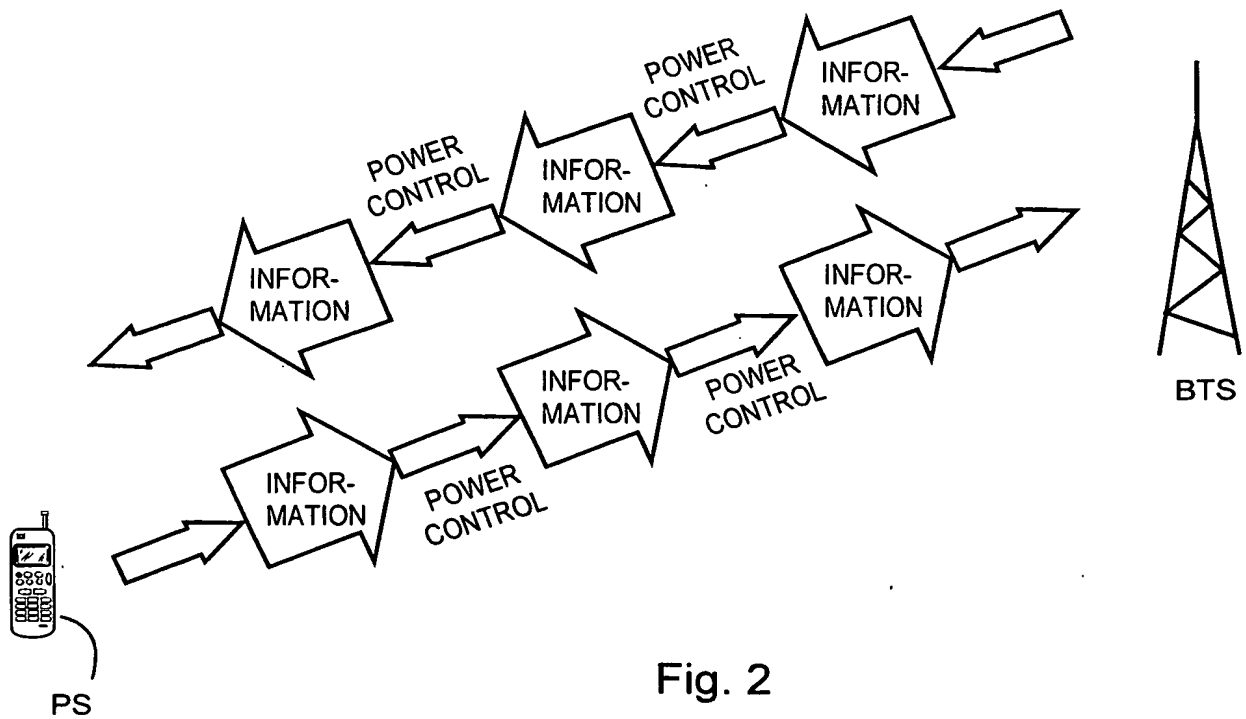 POWER
CONTROL
INFOR-
MATION
POWER
CONTROL
INFOR-
MATION
INFOR-
MATION
INFOR-
MATION
POWER
CONTROL
INFOR-
MATION
POWER
CONTROL
INFOR-
MATION
BTS
PS
Fig. 2